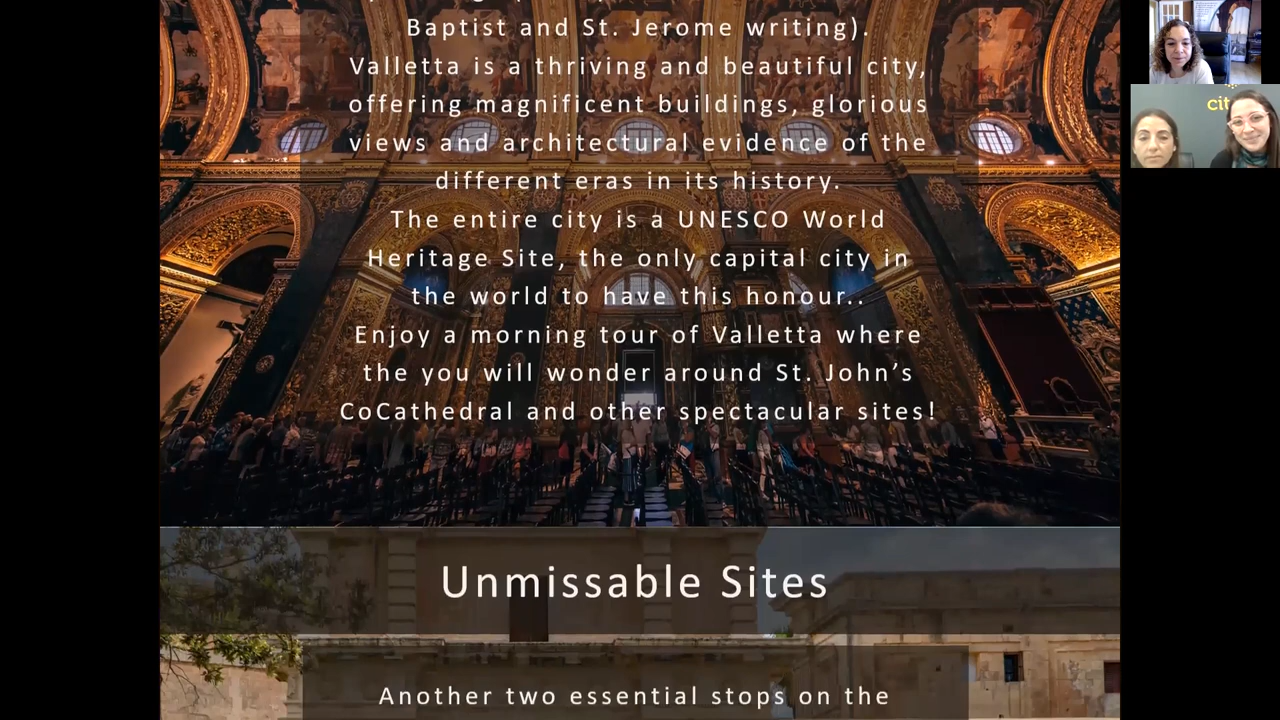 Baptist and St. Jerome writing).
Valletta is a thriving and beautiful city,
offering magnificent buildings, glorious
views and architectural evidence of the
different eras in its history.
The entire city is a UNESCO World
Heritage Site, the only capital city in
the world to have this honour..
Enjoy a morning tour of Valletta where
the you will wonder around St. John’s
CoCathedral and other spectacular sites!
Unmissable Sites
Another two essential stops on the